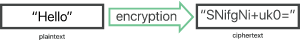 “Hello” encryption “SNifgNi+uk0=”
plaintext ciphertext